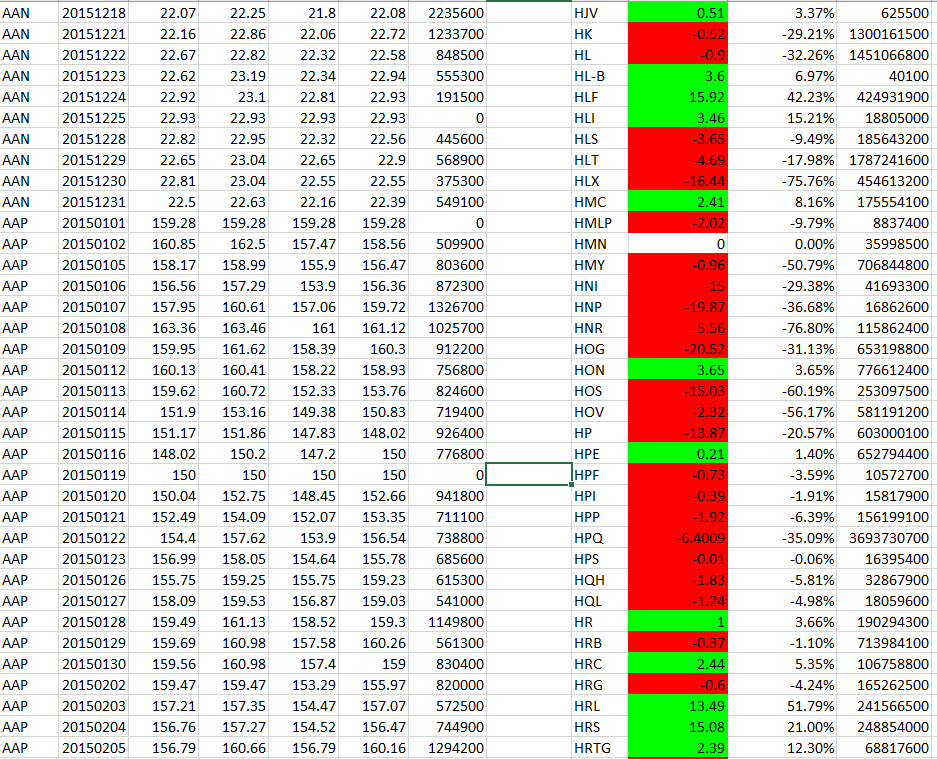 AAN 20151218 22.07 22.25 21.8 22.08 2235600 HJV 0.51 3.37% 625500
AAN 20151221 22.16 22.86 22.06 22.72 1233700 HK -0.52 -29.21% 1300161500
AAN 20151222 22.67 22.82 22.32 22.58 848500 HL -0.9 -32.26% 1451066800
AAN 20151223 22.62 23.19 22.34 22.94 555300 HL-B 3.6 6.97% 40100
AAN 20151224 22.92 23.1 22.81 22.93 191500 HLF 15.92 42.23% 424931900
AAN 20151225 22.93 22.93 22.93 22.93 0 HLI 3.46 15.21% 18805000
AAN 20151228 22.82 22.95 22.32 22.56 445600 HLS -3.65 -9.49% 185643200
AAN 20151229 22.65 23.04 22.65 22.9 568900 HLT -4.69 -17.98% 1787241600
AAN 20151230 22.81 23.04 22.55 22.55 375300 HLX -16.44 -75.76% 454613200
AAN 20151231 22.5 22.63 22.16 22.39 549100 HMC 2.41 8.16% 175554100
AAP 20150101 159.28 159.28 159.28 159.28 0 HMLP -2.02 -9.79% 8837400
AAP 20150102 160.85 162.5 157.47 158.56 509900 HMN 0 0.00% 35998500
AAP 20150105 158.17 158.99 155.9 156.47 803600 HMY -0.96 -50.79% 706844800
AAP 20150106 156.56 157.29 153.9 156.36 872300 HNI -15 -29.38% 41693300
AAP 20150107 157.95 160.61 157.06 159.72 1326700 HNP -19.87 -36.68% 16862600
AAP 20150108 163.36 163.46 161 161.12 1025700 HNR -5.56 -76.80% 115862400
AAP 20150109 159.95 161.62 158.39 160.3 912200 HOG -20.52 -31.13% 653198800
AAP 20150112 160.13 160.41 158.22 158.93 756800 HON 3.65 3.65% 776612400
AAP 20150113 159.62 160.72 152.33 153.76 824600 HOS -15.03 -60.19% 253097500
AAP 20150114 151.9 153.16 149.38 150.83 719400 HOV -2.32 -56.17% 581191200
AAP 20150115 151.17 151.86 147.83 148.02 926400 HP -13.87 -20.57% 603000100
AAP 20150116 148.02 150.2 147.2 150 776800 HPE 0.21 1.40% 652794400
AAP 20150119 150 150 150 150 0 HPF -0.73 -3.59% 10572700
AAP 20150120 150.04 152.75 148.45 152.66 941800 HPI -0.39 -1.91% 15817900
AAP 20150121 152.49 154.09 152.07 153.35 711100 HPP -1.92 -6.39% 156199100
AAP 20150122 154.4 157.62 153.9 156.54 738800 HPQ -6.4009 -35.09% 3693730700
AAP 20150123 156.99 158.05 154.64 155.78 685600 HPS -0.01 -0.06% 16395400
AAP 20150126 155.75 159.25 155.75 159.23 615300 HQH -1.83 -5.81% 32867900
AAP 20150127 158.09 159.53 156.87 159.03 541000 HQL -1.24 -4.98% 18059600
AAP 20150128 159.49 161.13 158.52 159.3 1149800 HR 1 3.66% 190294300
AAP 20150129 159.69 160.98 157.58 160.26 561300 HRB -0.37 -1.10% 713984100
AAP 20150130 159.56 160.98 157.4 159 830400 HRC 2.44 5.35% 106758800
AAP 20150202 159.47 159.47 153.29 155.97 820000 HRG -0.6 -4.24% 165262500
AAP 20150203 157.21 157.35 154.47 157.07 572500 HRL 13.49 51.79% 241566500
AAP 20150204 156.76 157.27 154.52 156.47 744900 HRS 15.08 21.00% 248854000
AAP 20150205 156.79 160.66 156.79 160.16 1294200 HRTG 2.39 12.30% 68817600